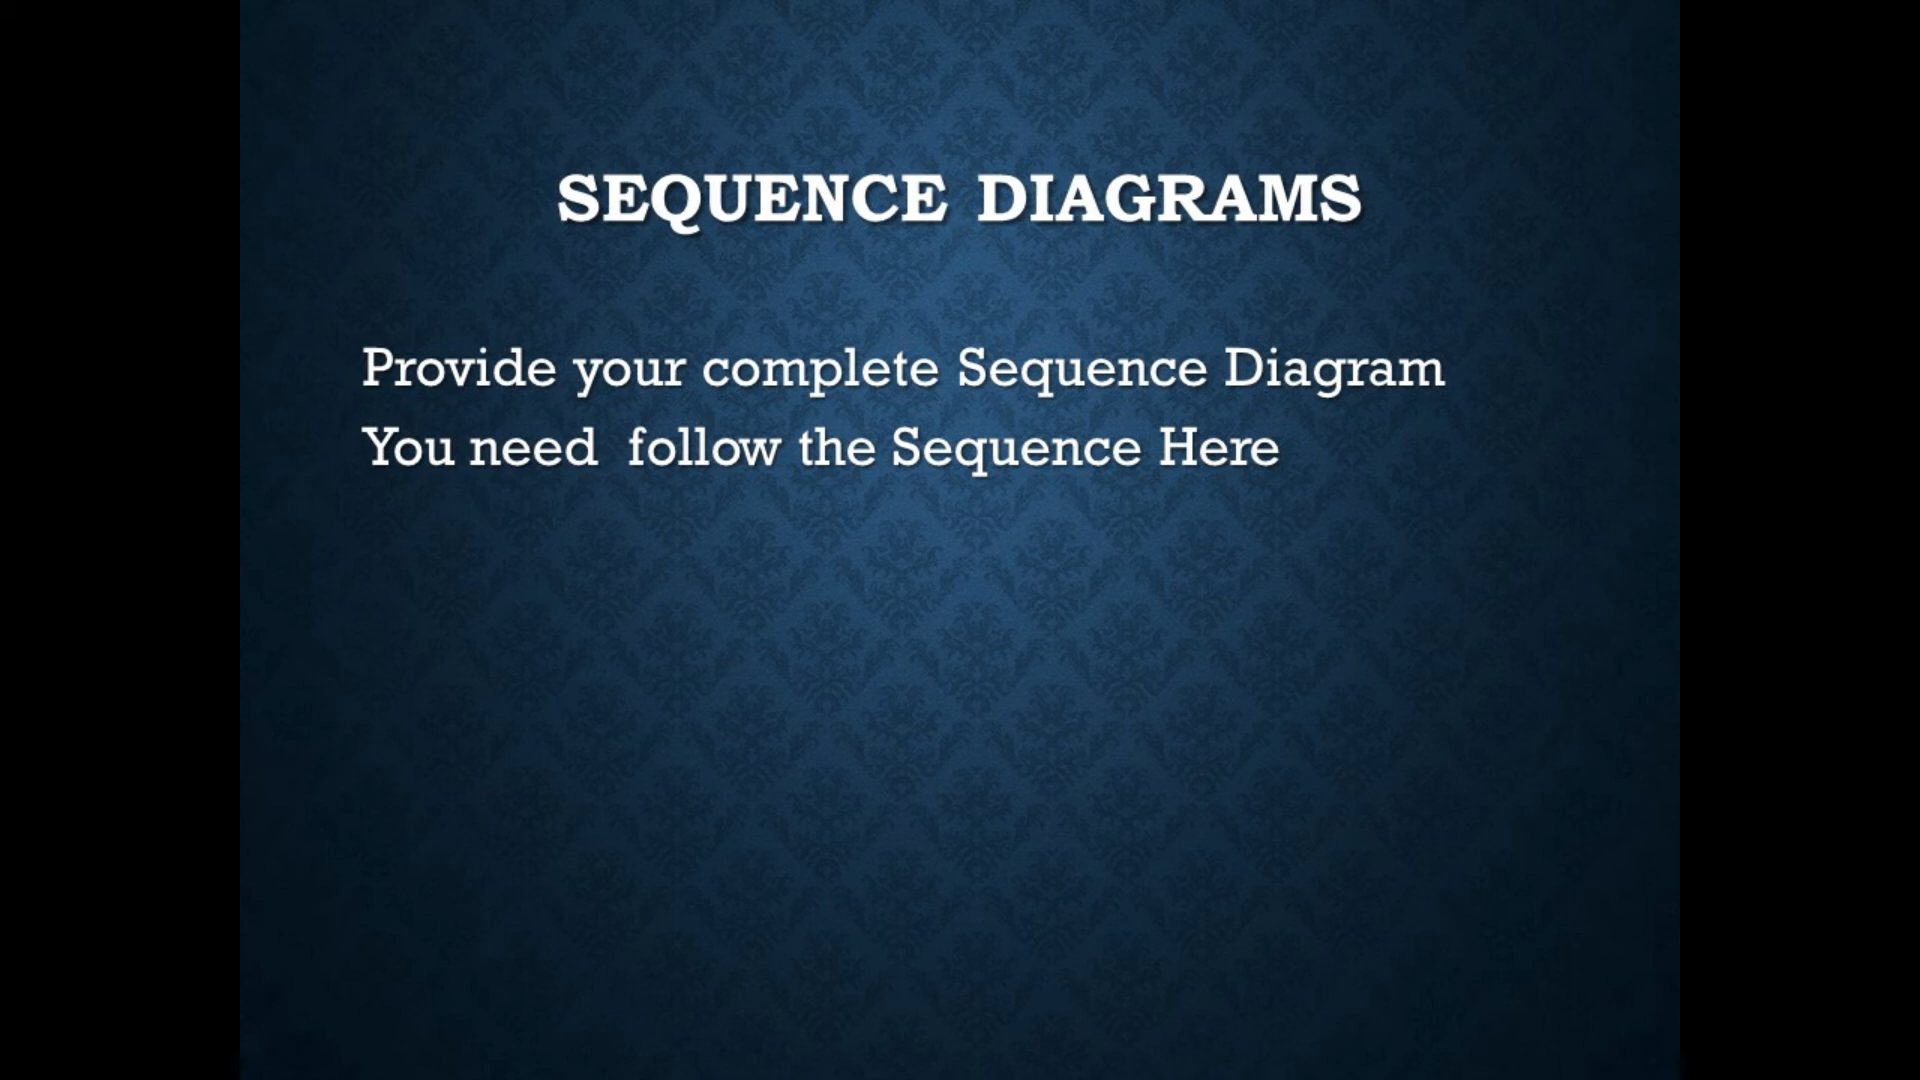 SEQUENCE DIAGRAMS
Provide your complete Sequence Diagram
You need  follow the Sequence Here